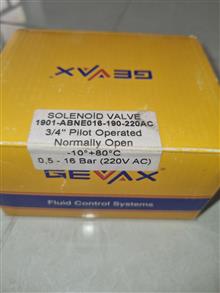 GEVAX
SOLENOİD VALVE
1901-ABNE016-190-220AC
3/4" Pilot Operated
Normally Open
-10°+80°C
0,5 - 16 Bar (220V AC)
GEVAX
Fluid Control Systems